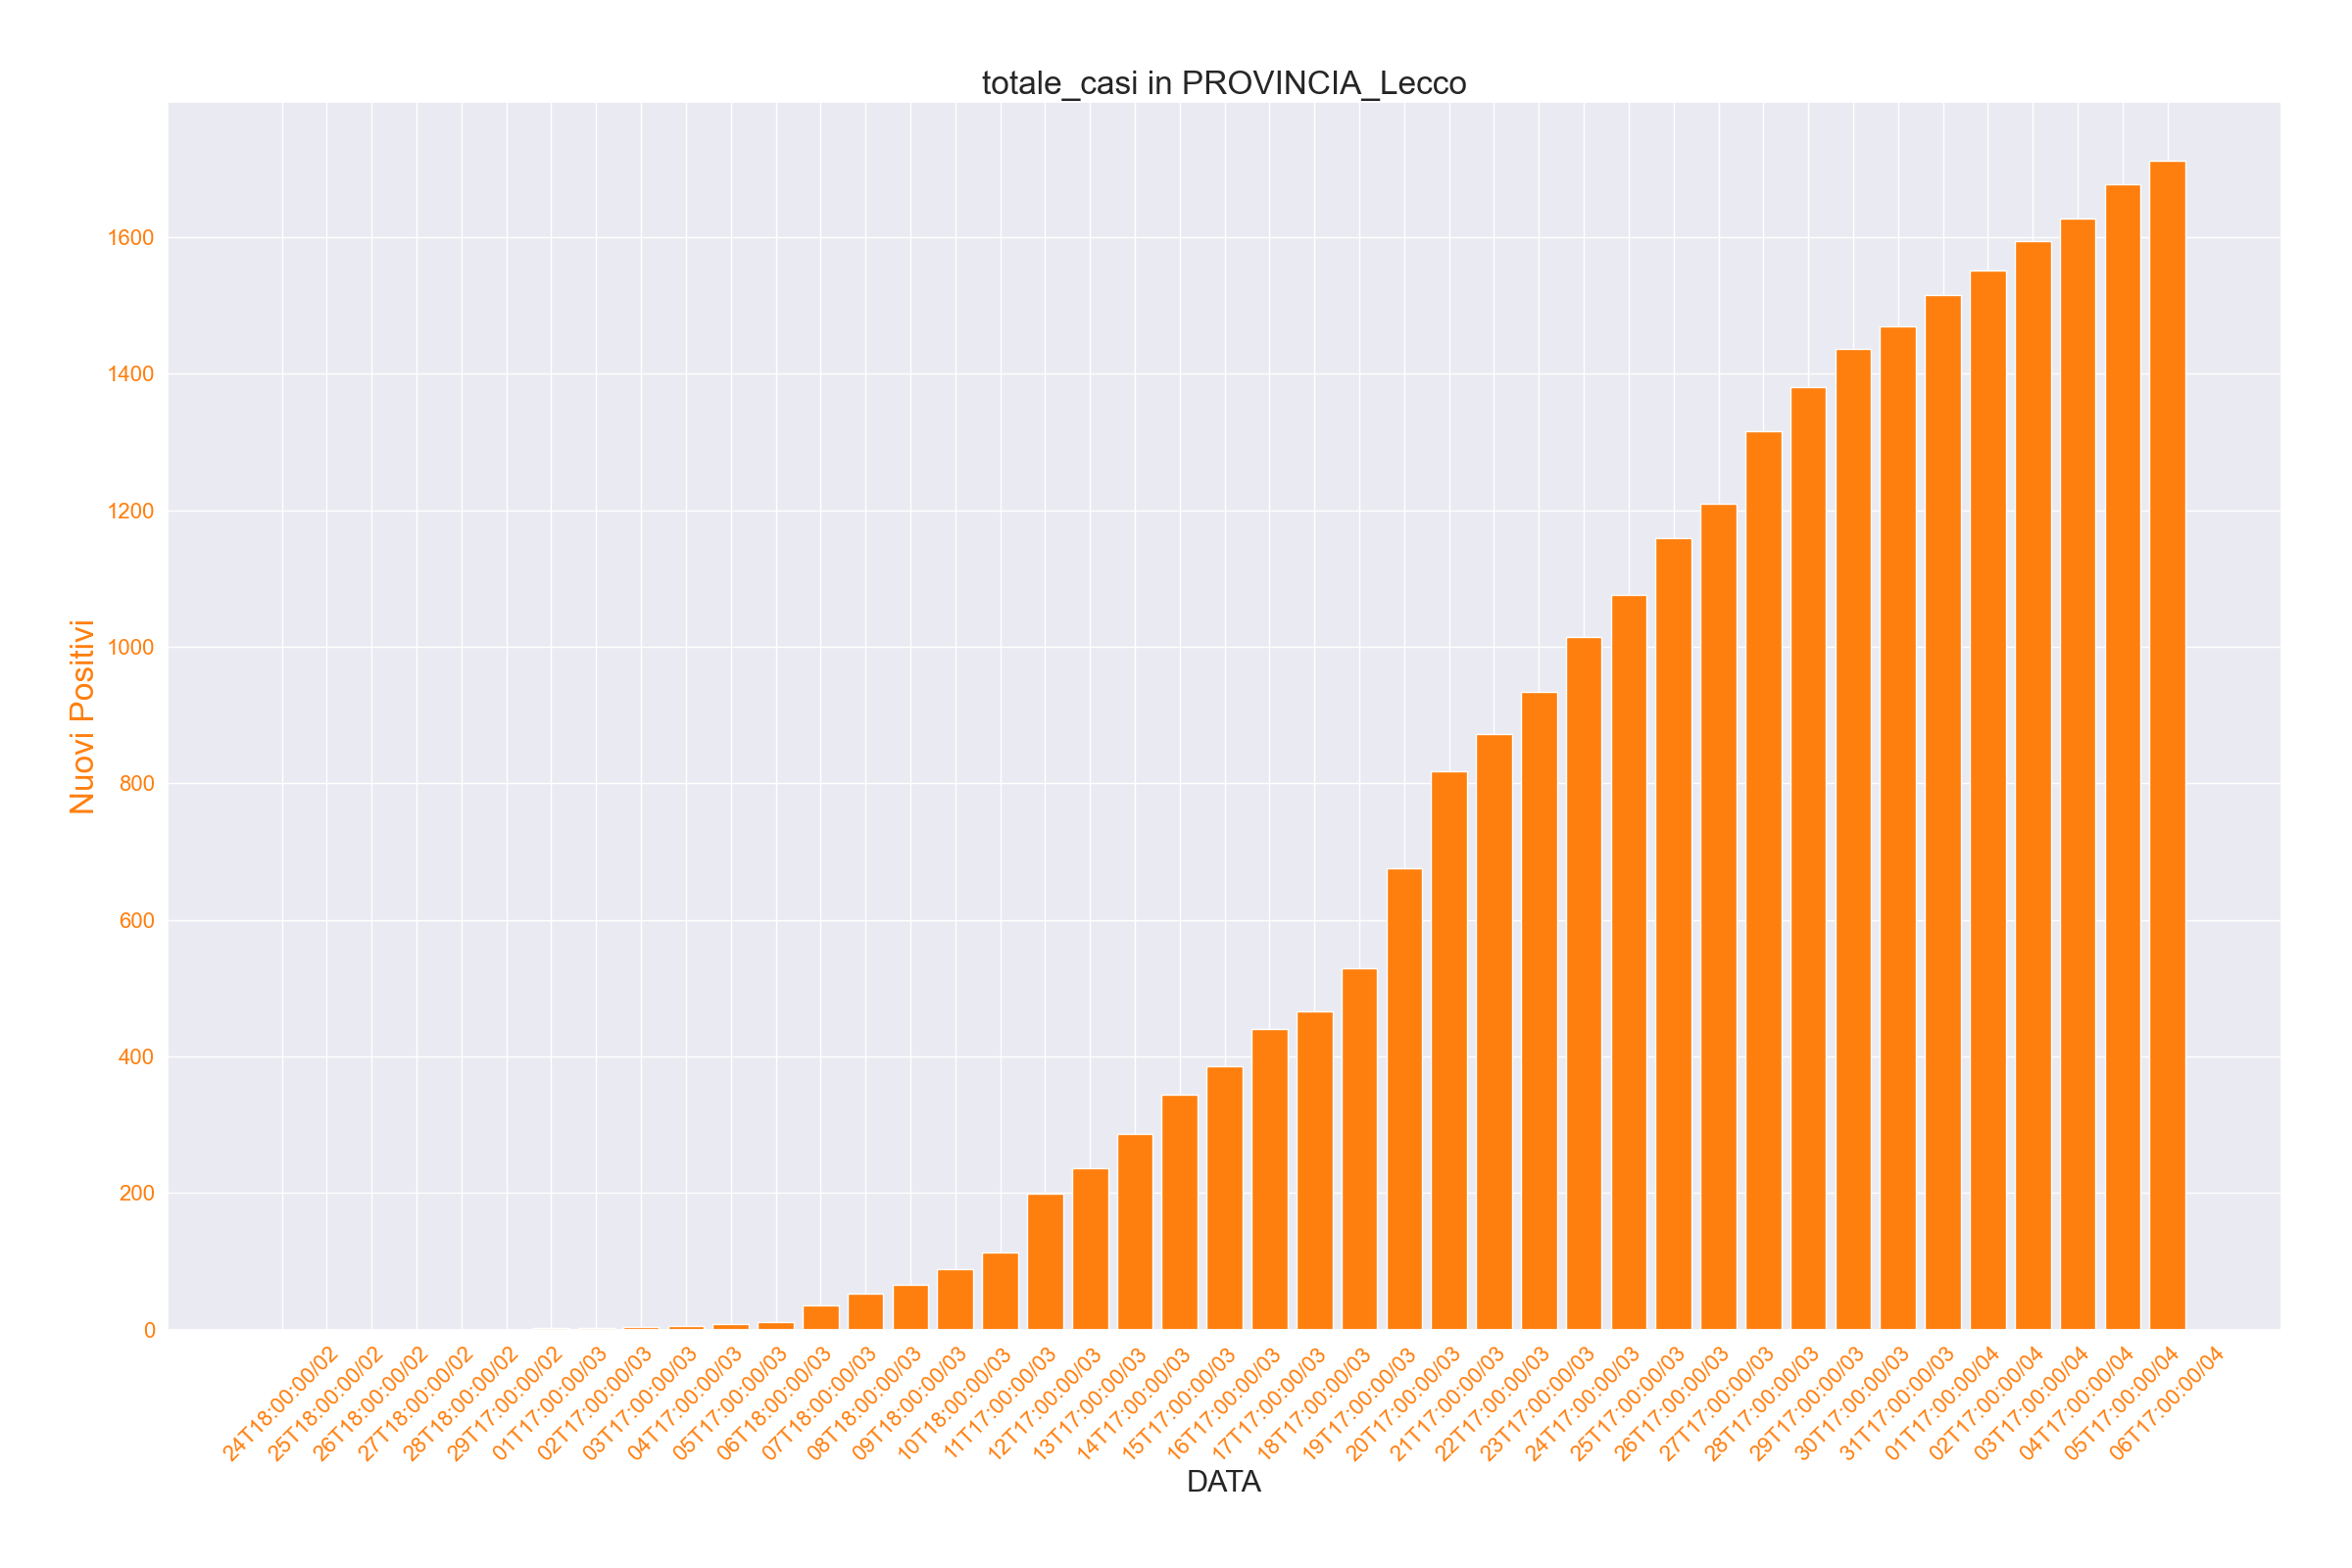 totale_casi in PROVINCIA_Lecco
Nuovi Positivi
1600
1400
1200
1000
800
600
400
200
0
24T18:00:00/02
25T18:00:00/02
26T18:00:00/02
27T18:00:00/02
28T18:00:00/02
29T17:00:00/02
01T17:00:00/03
02T17:00:00/03
03T17:00:00/03
04T17:00:00/03
05T17:00:00/03
06T18:00:00/03
07T18:00:00/03
08T18:00:00/03
09T18:00:00/03
10T18:00:00/03
11T17:00:00/03
12T17:00:00/03
13T17:00:00/03
14T17:00:00/03
15T17:00:00/03
16T17:00:00/03
17T17:00:00/03
18T17:00:00/03
19T17:00:00/03
20T17:00:00/03
21T17:00:00/03
22T17:00:00/03
23T17:00:00/03
24T17:00:00/03
25T17:00:00/03
26T17:00:00/03
27T17:00:00/03
28T17:00:00/03
29T17:00:00/03
30T17:00:00/03
31T17:00:00/03
01T17:00:00/04
02T17:00:00/04
03T17:00:00/04
04T17:00:00/04
05T17:00:00/04
06T17:00:00/04
DATA